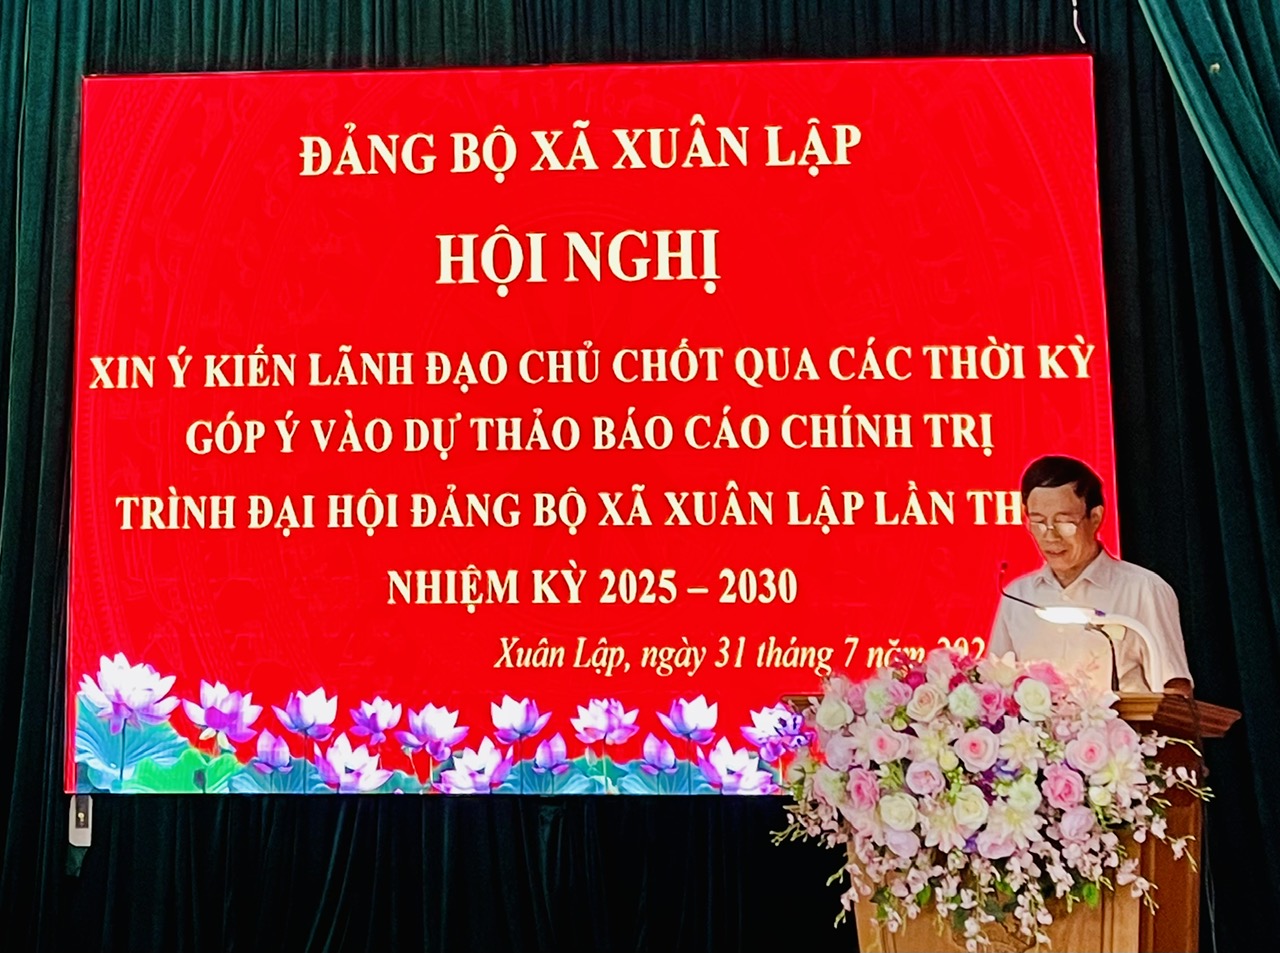 ĐẢNG BỘ XÃ XUÂN LẬP
HỘI NGHỊ
XIN Ý KIẾN LÃNH ĐẠO CHỦ CHỐT QUA CÁC THỜI KỲ
GÓP Ý VÀO DỰ THẢO BÁO CÁO CHÍNH TRỊ
TRÌNH ĐẠI HỘI ĐẢNG BỘ XÃ XUÂN LẬP LẦN
NHIỆM KỲ 2025 – 2030
Xuân Lập, ngày 31 tháng 7 năm